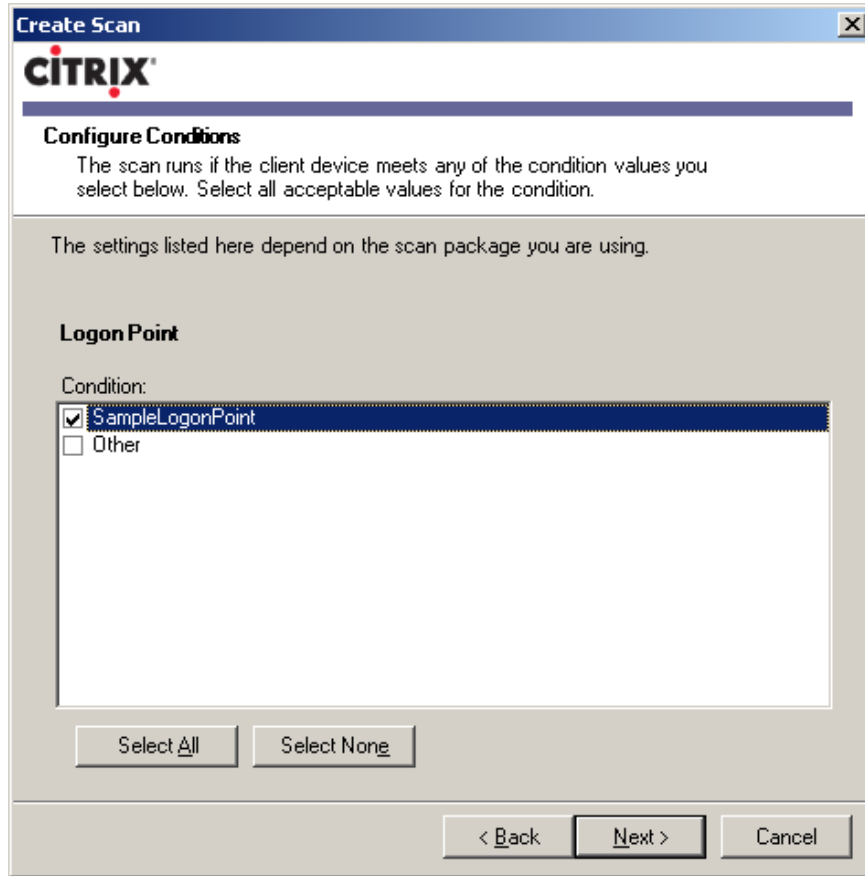 Create Scan
CİTRIX®
Configure Conditions
The scan runs if the client device meets any of the condition values you
select below. Select all acceptable values for the condition.
The settings listed here depend on the scan package you are using.
Logon Point
Condition:
SampleLogonPoint
Other
Select All
Select None
< Back
Next >
Cancel